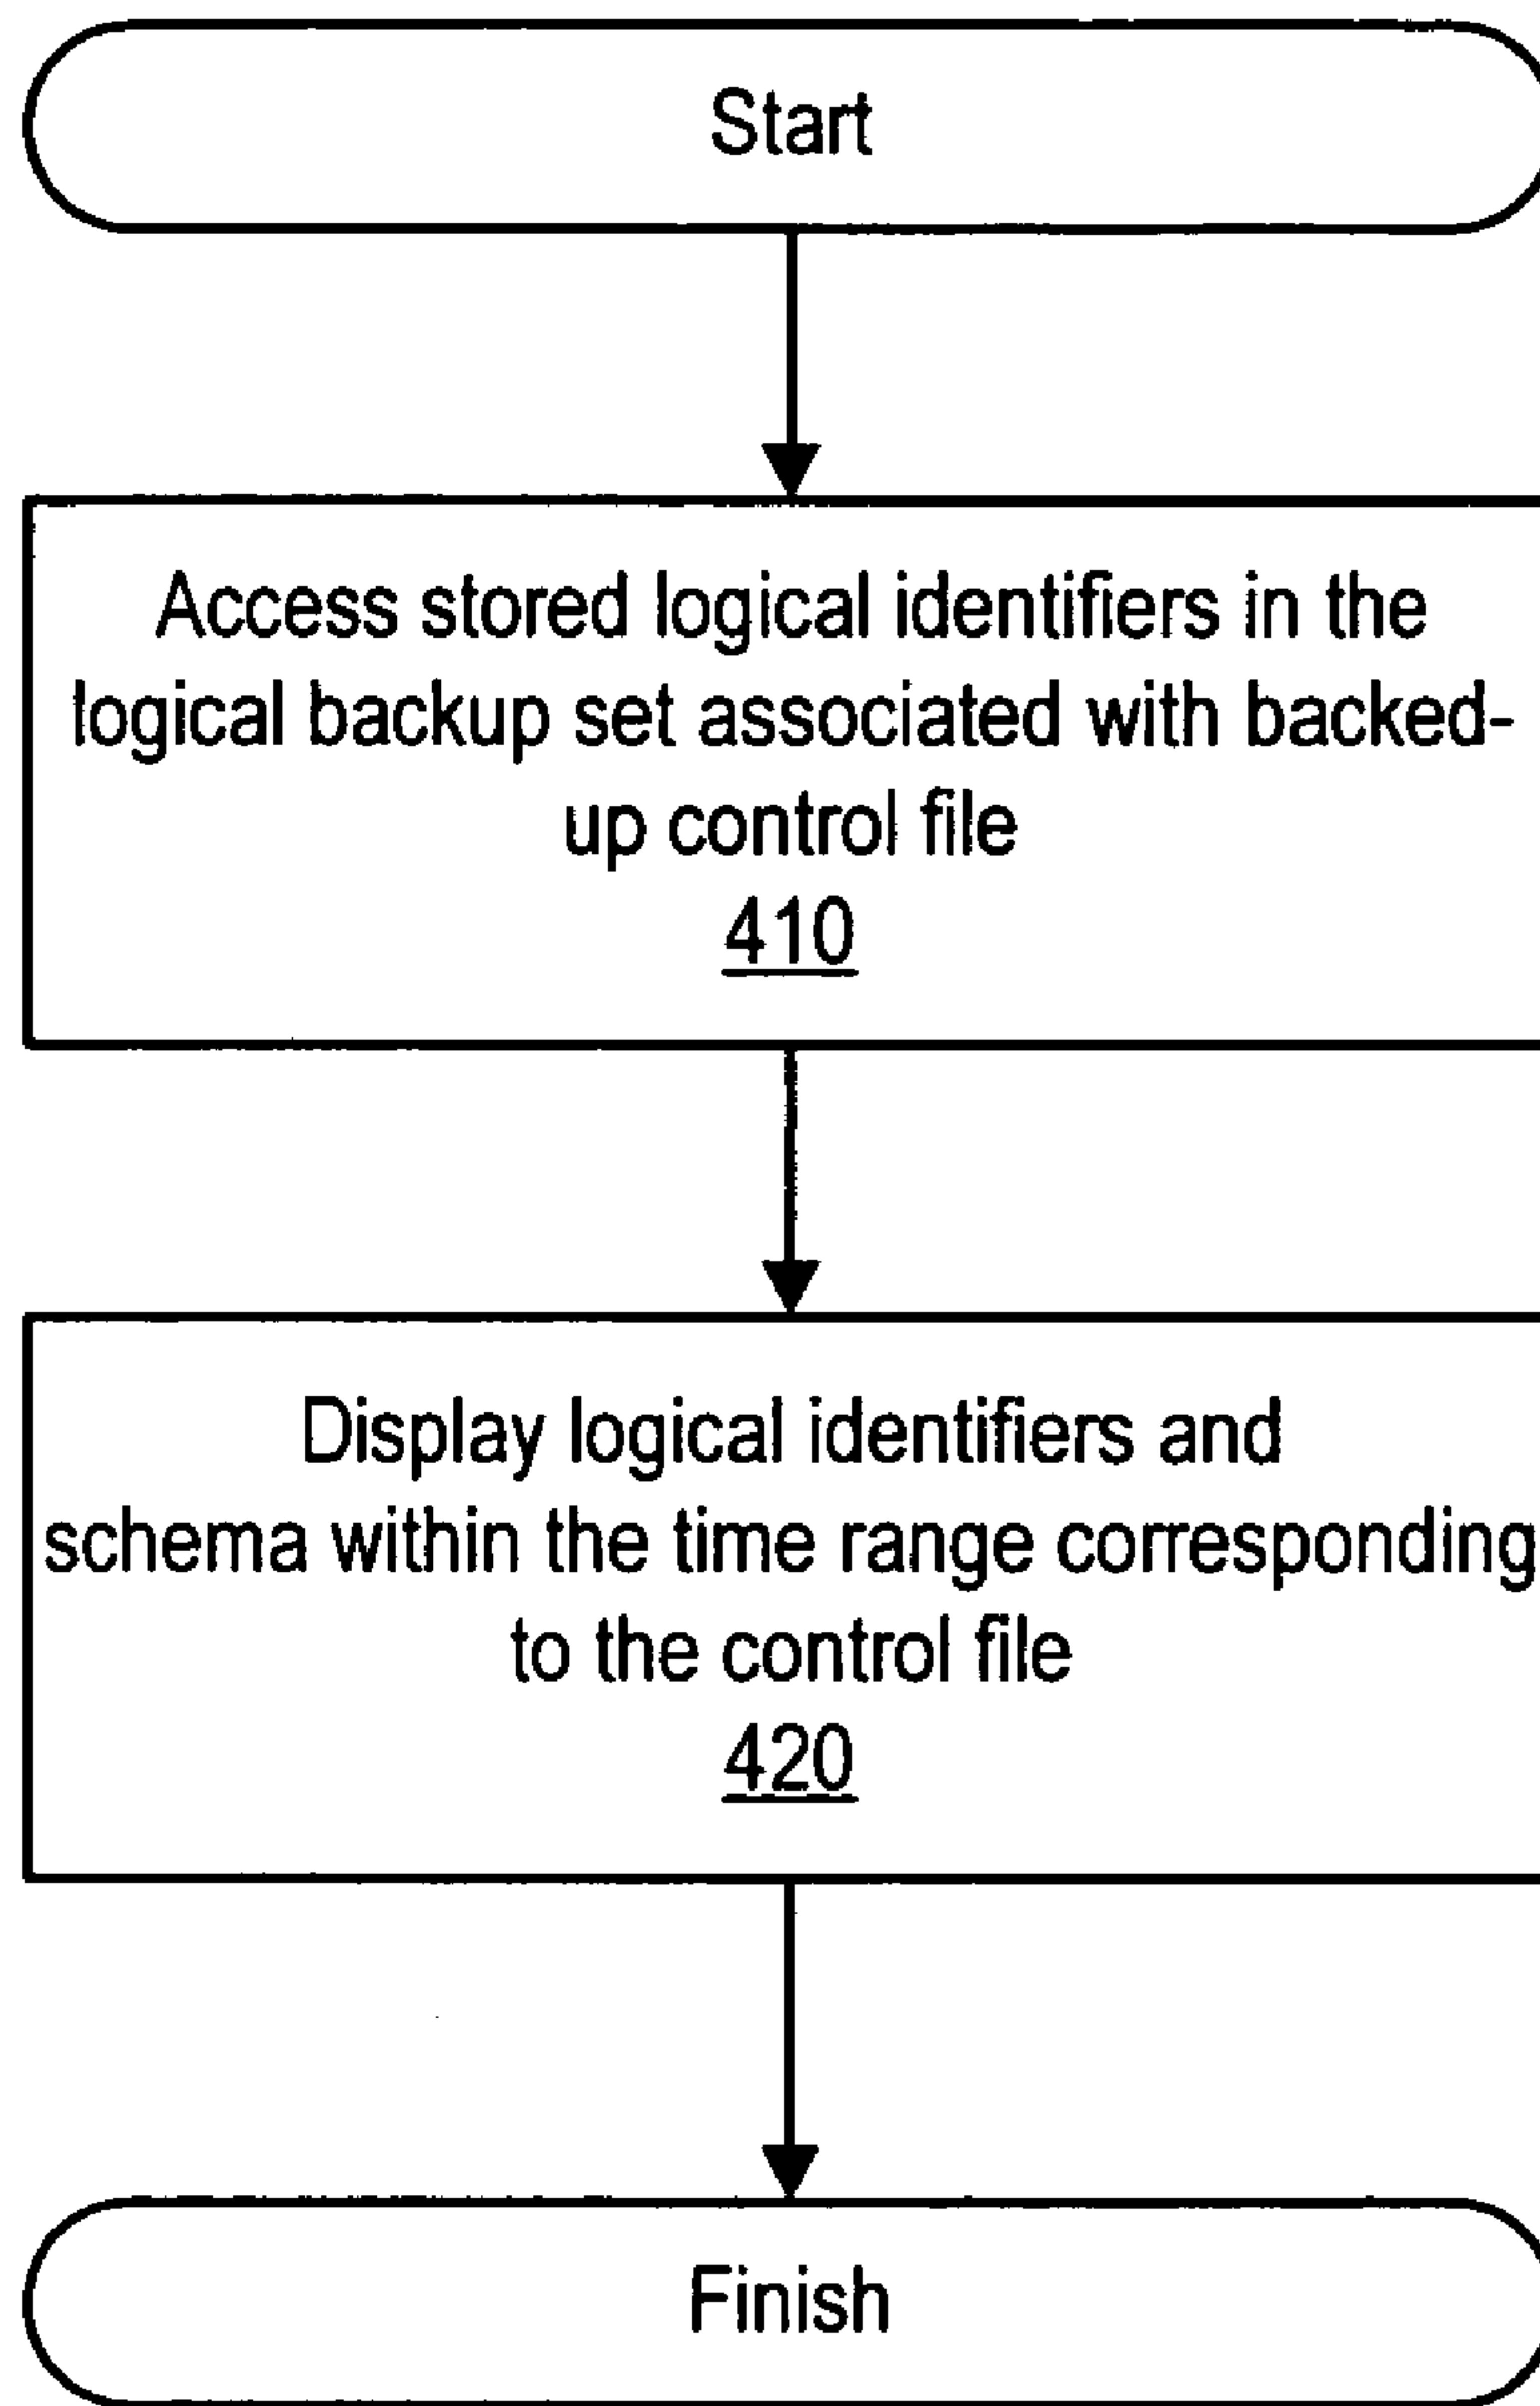 Start
Access stored logical identifiers in the
logical backup set associated with backed-
up control file
410
Display logical identifiers and
schema within the time range corresponding
to the control file
420
Finish